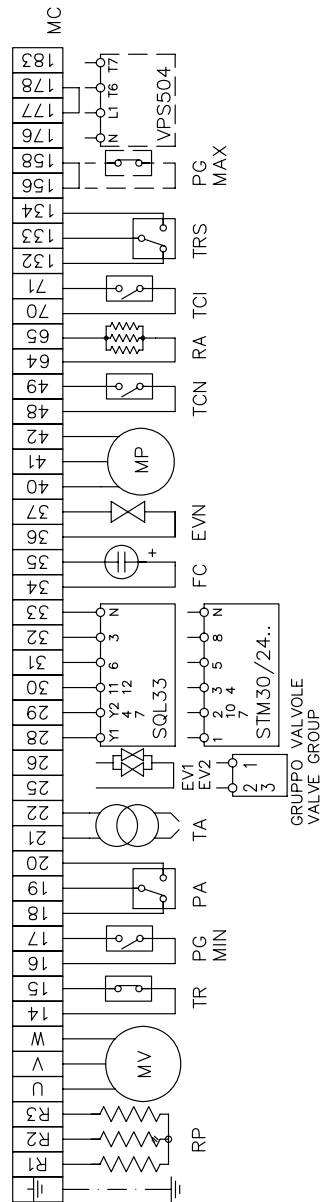 R1 R2 R3 U V W 14 15 16 17 18 19 20 21 22 25 26 28 29 30 31 32 33 34 35 36 37 40 41 42 48 49 64 65 70 71 132 133 134 156 158 176 177 178 183 MC
RP
MV
TR
PG
MIN
PA
TA
EV1
EV2
2 1
3
GRUPPO VALVOLE
VALVE GROUP
Y1 Y2 11 6 3 N
4 12
7
SQL33
1 2 3 5 8 N
10 4
7
STM30/24..
+
FC
EVN
MP
TCN
RA
TCI
TRS
PG
MAX
N L1 T6 T7
VPS504